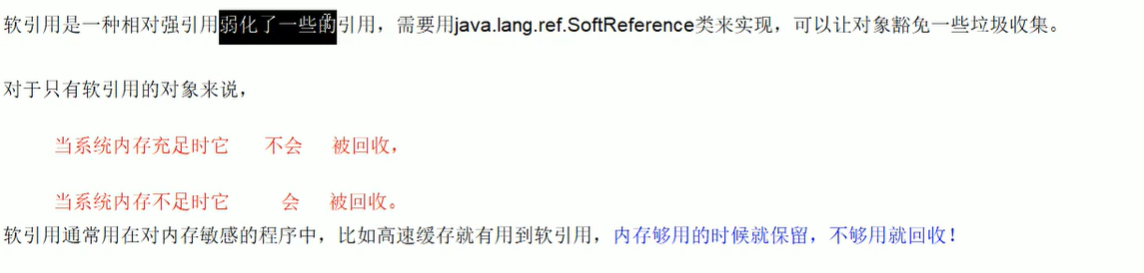 软引用是一种相对强引用弱化了一些的引用，需要用java.lang.ref.SoftReference类来实现，可以让对象豁免一些垃圾收集。
对于只有软引用的对象来说，
当系统内存充足时它 不会 被回收，
当系统内存不足时它 会 被回收。
软引用通常用在对内存敏感的程序中，比如高速缓存就有用到软引用，内存够用的时候就保留，不够用就回收！